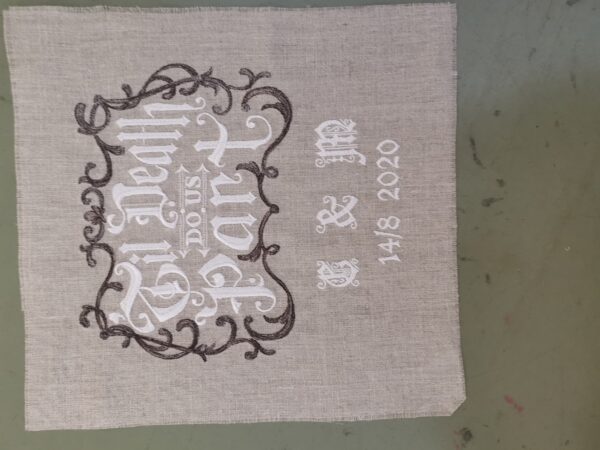 Til Death
DO US
Part
& M
14/8 2020